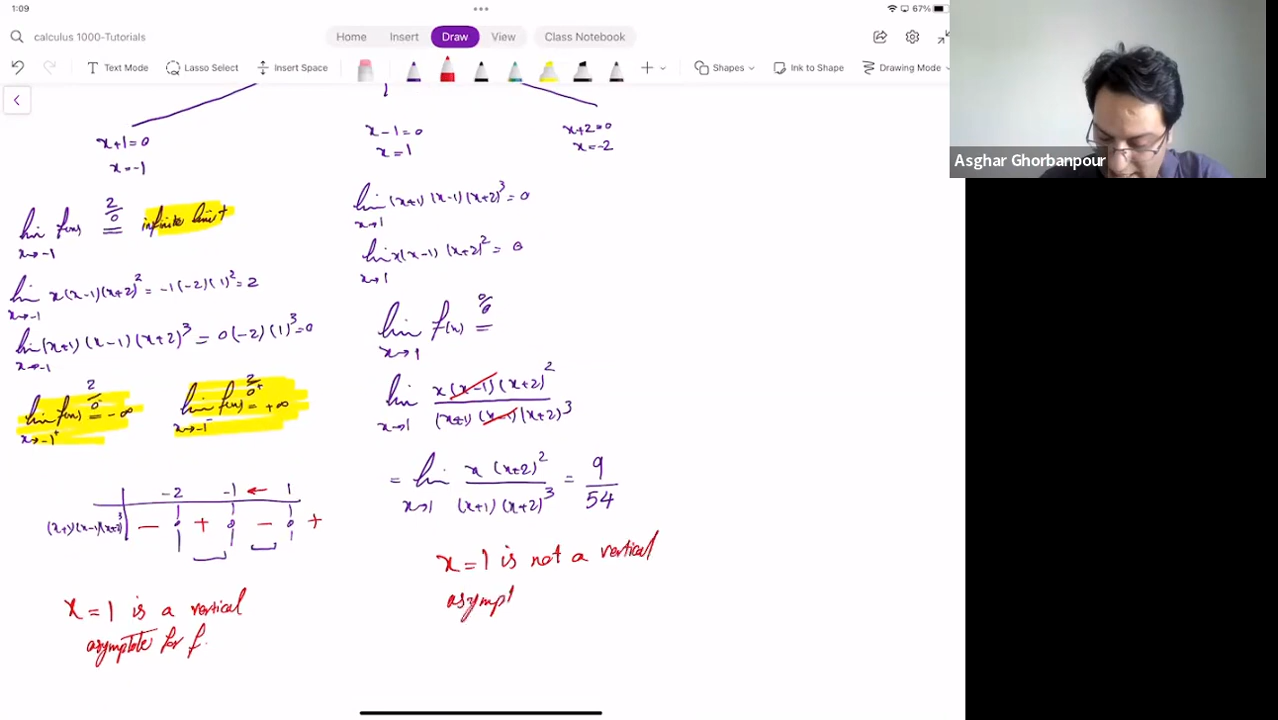 1:09
67%
calculus 1000-Tutorials
Home Insert Draw View Class Notebook
Text Mode Lasso Select Insert Space Shapes Ink to Shape Drawing Mode
Asghar Ghorbanpour
x+1=0
x=-1
x-1=0
x=1
x+2=0
x=-2
lim f(x) 2/0 = infinite limit
x→-1
lim x(x-1)(x+2)^2 = -1(-2)(1)^2 = 2
x→-1
lim (x+1)(x-1)(x+2)^3 = 0(-2)(1)^3=0
x→-1
lim f(x) 2/0^- = -∞
x→-1^+
lim f(x) 2/0^+ = +∞
x→-1^-
-2 -1 ← 1
(x+1)(x-1)(x+2)^3 − 0 + 0 − 0 +
x=1 is a vertical
asymptote for f.
lim (x+1)(x-1)(x+2)^3 = 0
x→1
lim x(x-1)(x+2)^2 = 0
x→1
lim f(x) 0/0 =
x→1
lim x(x-1)(x+2)^2 / (x+1)(x-1)(x+2)^3
x→1
= lim x(x+2)^2 / (x+1)(x+2)^3 = 9/54
x→1
x=1 is not a vertical
asympt